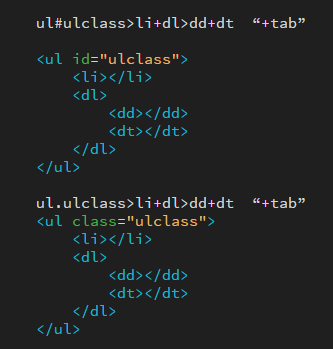 ul#ulclass>li+dl>dd+dt  “+tab”
<ul id="ulclass">
    <li></li>
    <dl>
        <dd></dd>
        <dt></dt>
    </dl>
</ul>
ul.ulclass>li+dl>dd+dt  “+tab”
<ul class="ulclass">
    <li></li>
    <dl>
        <dd></dd>
        <dt></dt>
    </dl>
</ul>